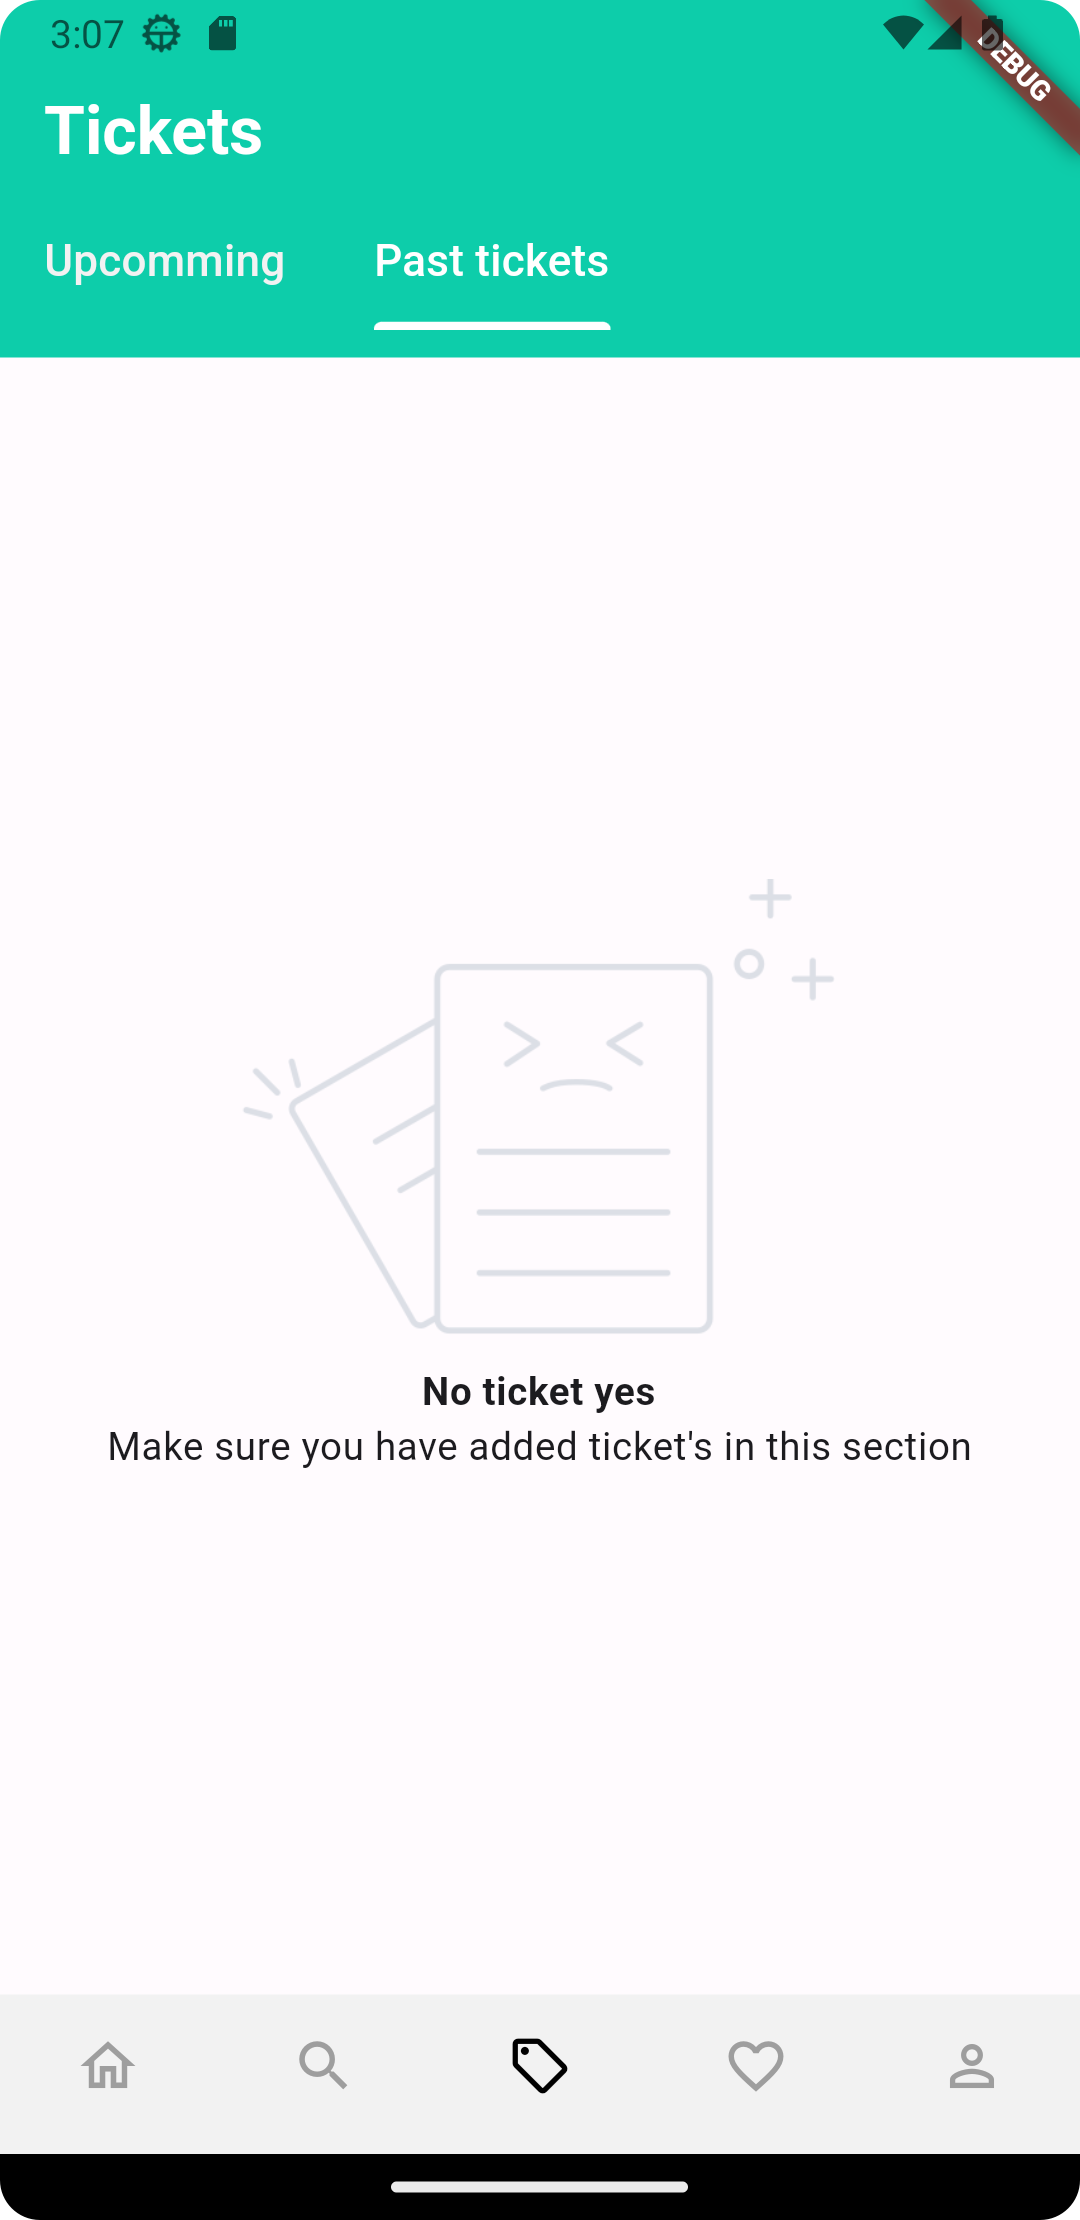 3:07
DEBUG
Tickets
Upcomming
Past tickets
No ticket yes
Make sure you have added ticket's in this section